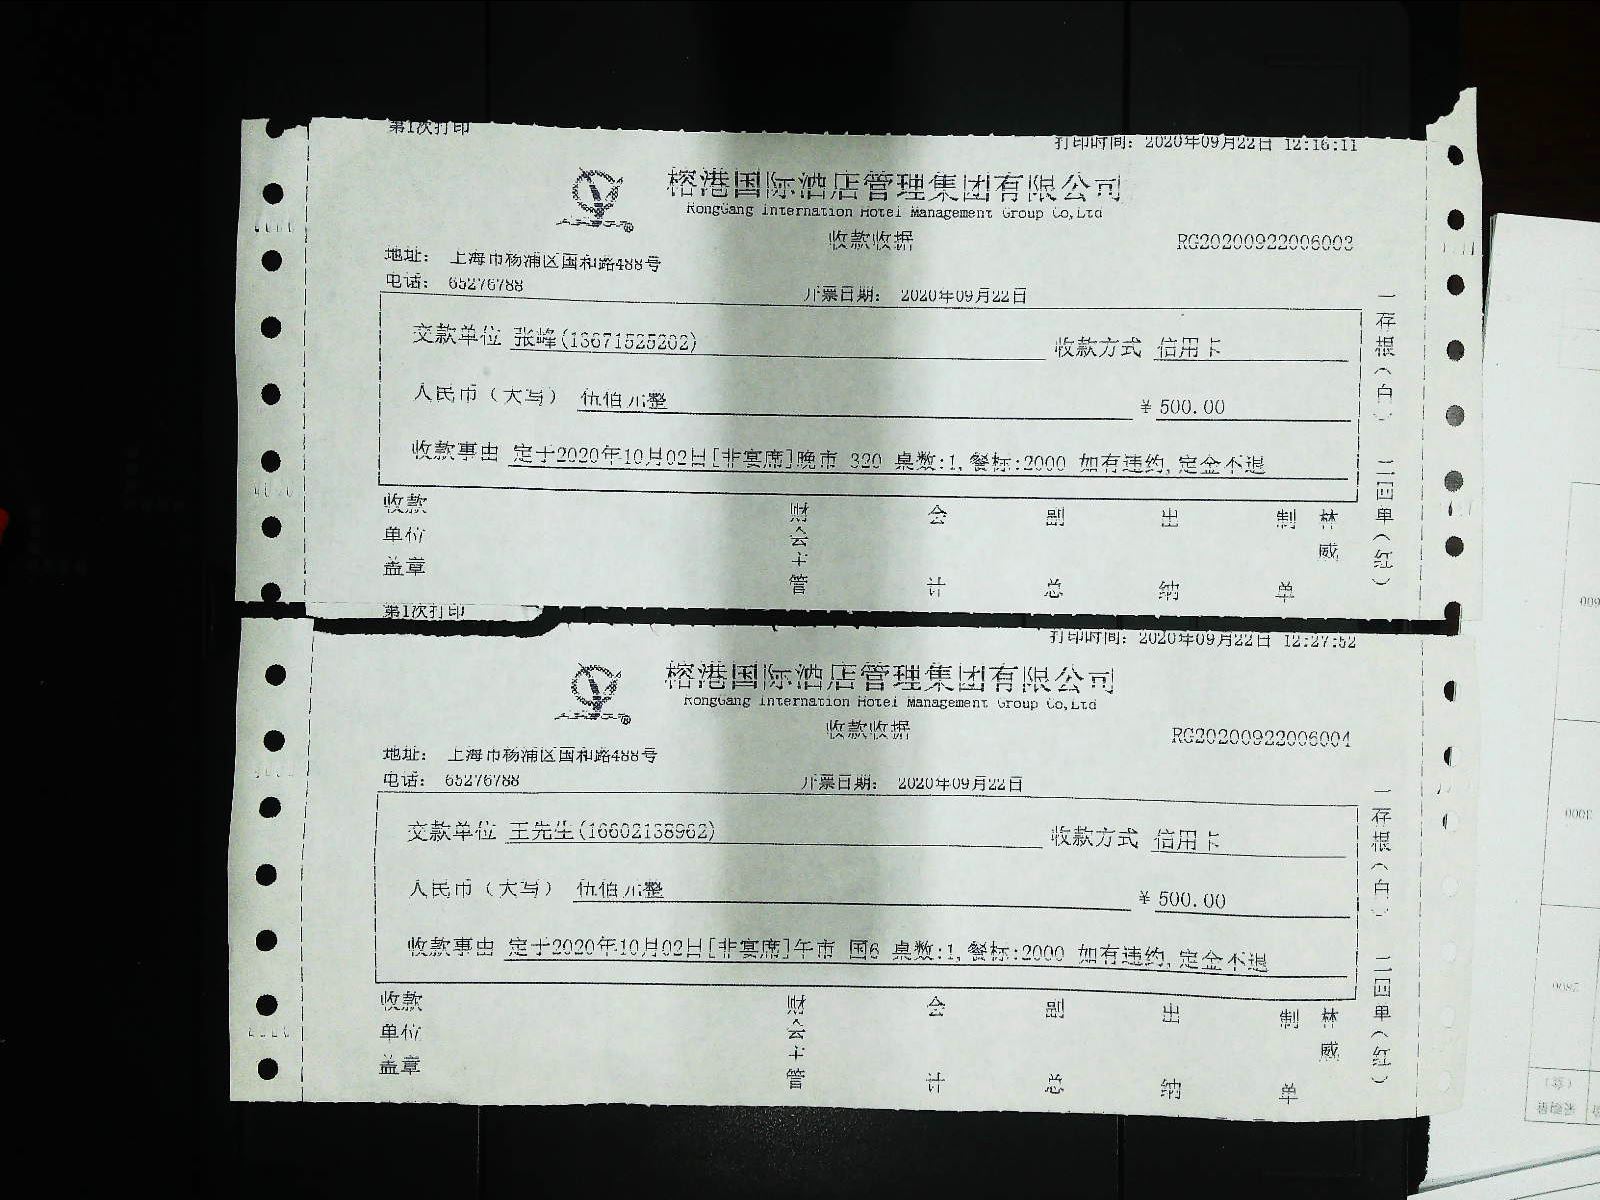 第1次打印
打印时间: 2020年09月22日 12:16:11
榕港国际酒店管理集团有限公司
RongGang Internation Hotel Management Group Co,Ltd
收款收据 RG20200922006003
地址: 上海市杨浦区国和路488号
电话: 65276788 开票日期: 2020年09月22日
交款单位 张峰(13671525202) 收款方式 信用卡
人民币（大写） 伍佰元整 ¥ 500.00
收款事由 定于2020年10月02日[非宴席]晚市 320 桌数:1,餐标:2000 如有违约,定金不退
收款单位盖章 财会主管 会计 副总 出纳 制单 林威
一存根（白） 二回单（红）
第1次打印
打印时间: 2020年09月22日 12:27:52
榕港国际酒店管理集团有限公司
RongGang Internation Hotel Management Group Co,Ltd
收款收据 RG20200922006004
地址: 上海市杨浦区国和路488号
电话: 65276788 开票日期: 2020年09月22日
交款单位 王先生(16602138962) 收款方式 信用卡
人民币（大写） 伍佰元整 ¥ 500.00
收款事由 定于2020年10月02日[非宴席]午市 国6 桌数:1,餐标:2000 如有违约,定金不退
收款单位盖章 财会主管 会计 副总 出纳 制单 林威
一存根（白） 二回单（红）
3000
2800